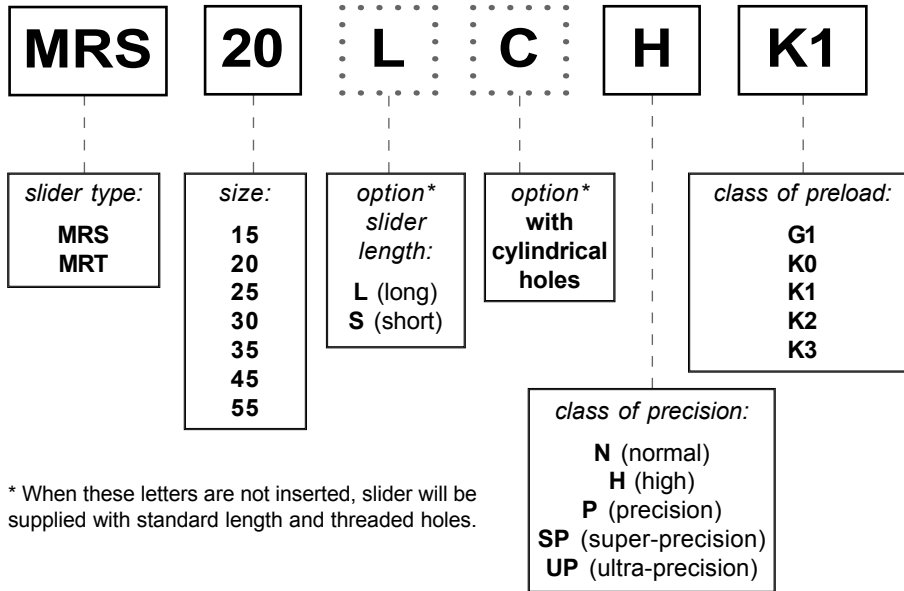 MRS 20 L C H K1
slider type:
MRS
MRT
size:
15
20
25
30
35
45
55
option*
slider
length:
L (long)
S (short)
option*
with
cylindrical
holes
class of preload:
G1
K0
K1
K2
K3
class of precision:
N (normal)
H (high)
P (precision)
SP (super-precision)
UP (ultra-precision)
* When these letters are not inserted, slider will be
supplied with standard length and threaded holes.